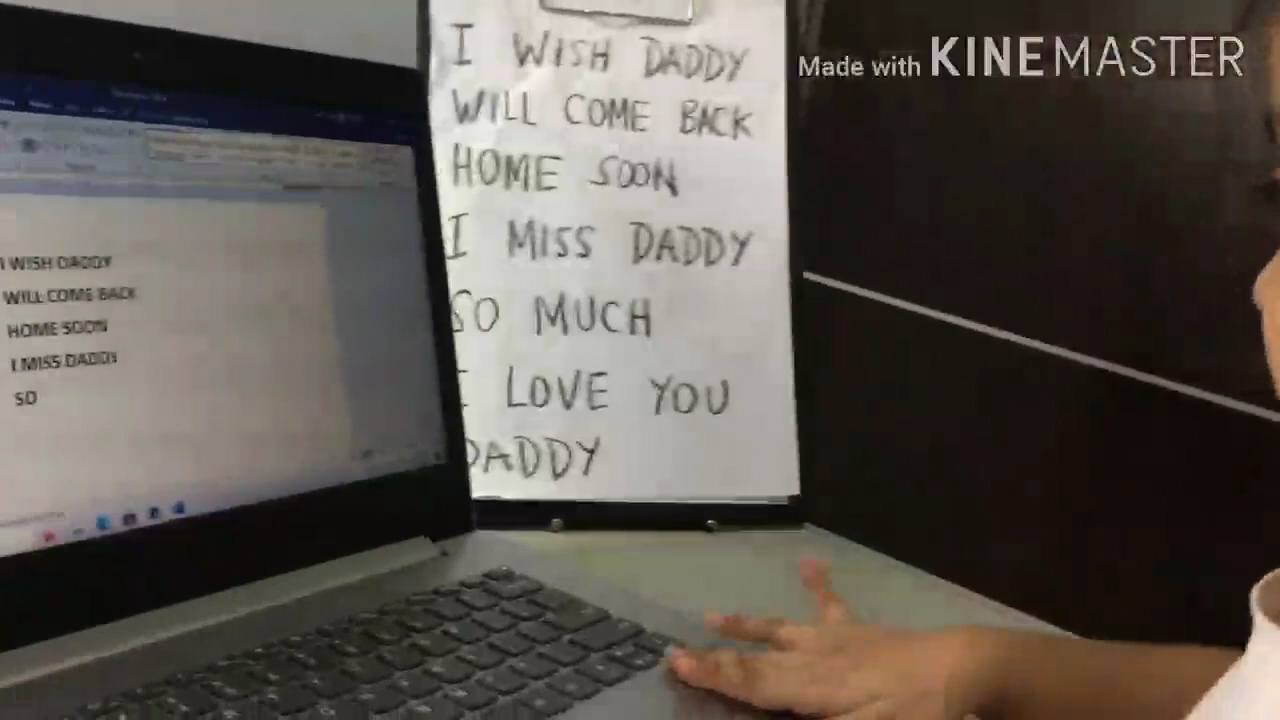 I WISH DADDY
WILL COME BACK
HOME SOON
I MISS DADDY
SO MUCH
I LOVE YOU
DADDY
Made with KINEMASTER
I WISH DADDY
WILL COME BACK
HOME SOON
I MISS DADDY
SO